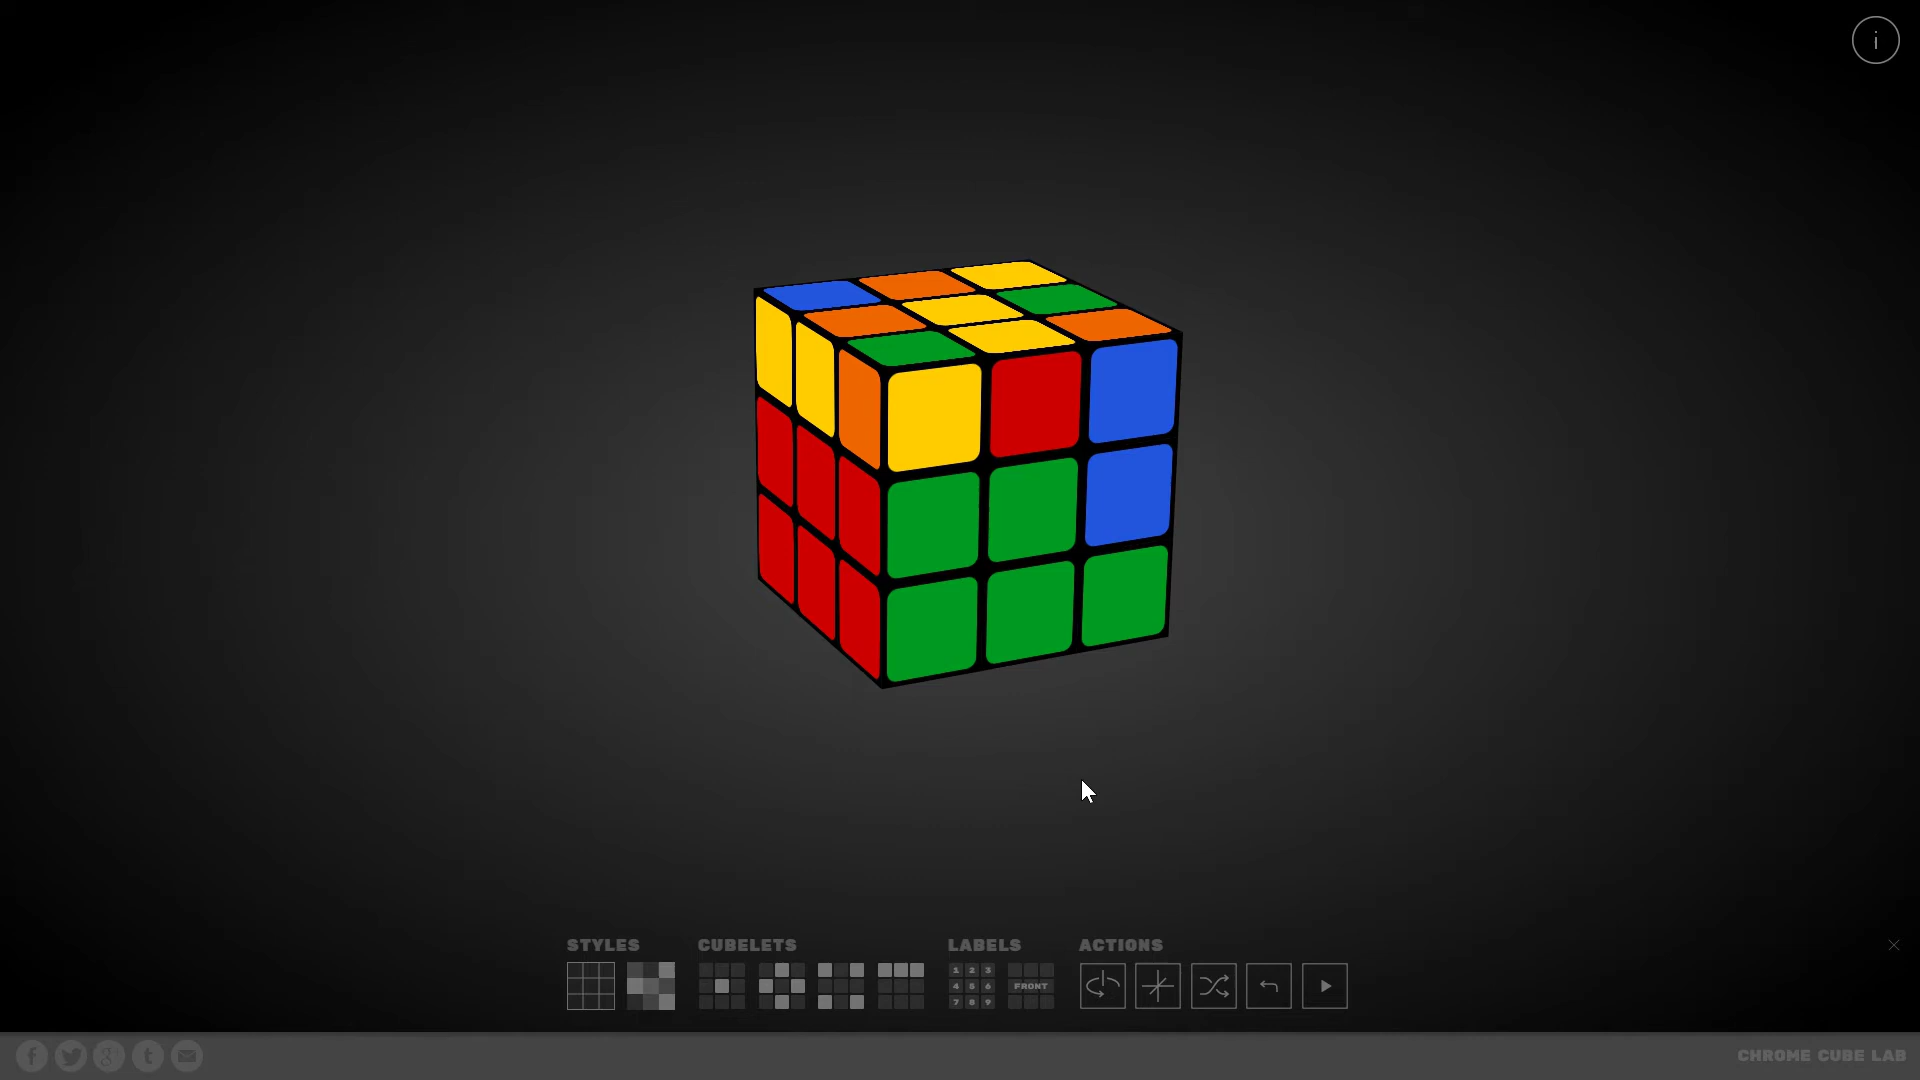 i
STYLES CUBELETS LABELS ACTIONS
1 2 3
4 5 6 FRONT
7 8 9
f g+ t CHROME CUBE LAB